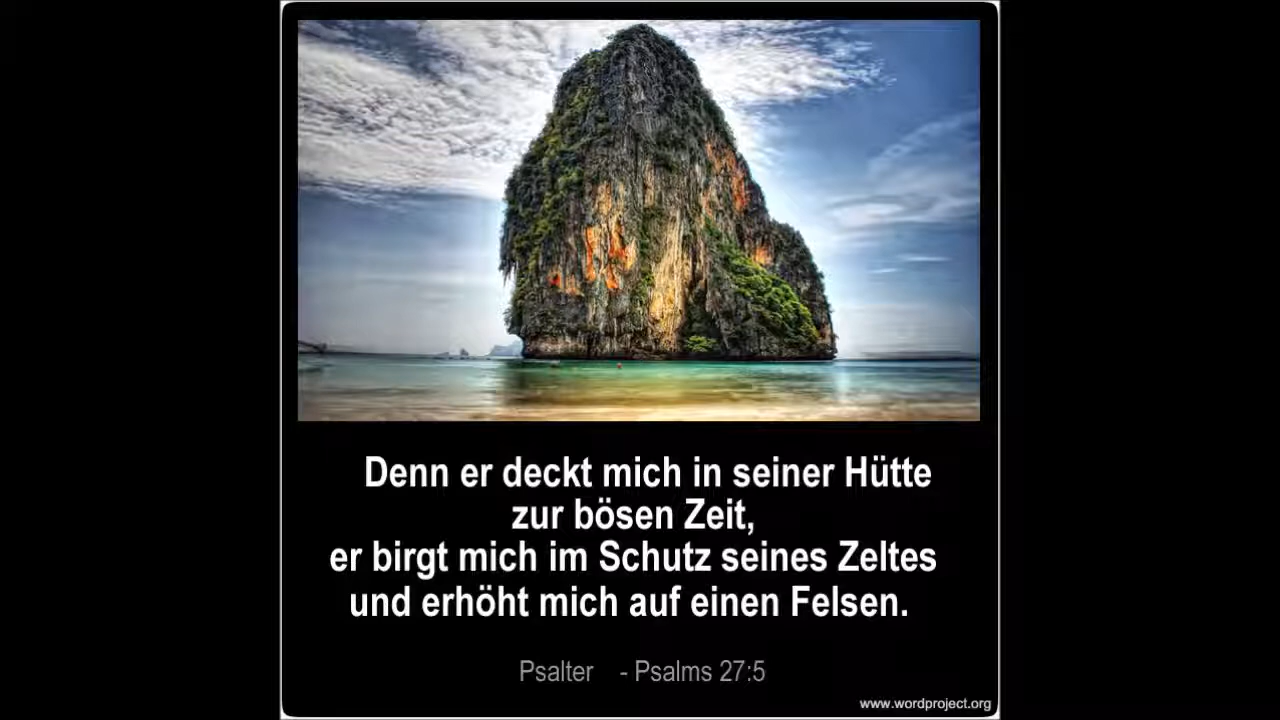 Denn er deckt mich in seiner Hütte
zur bösen Zeit,
er birgt mich im Schutz seines Zeltes
und erhöht mich auf einen Felsen.
Psalter - Psalms 27:5
www.wordproject.org